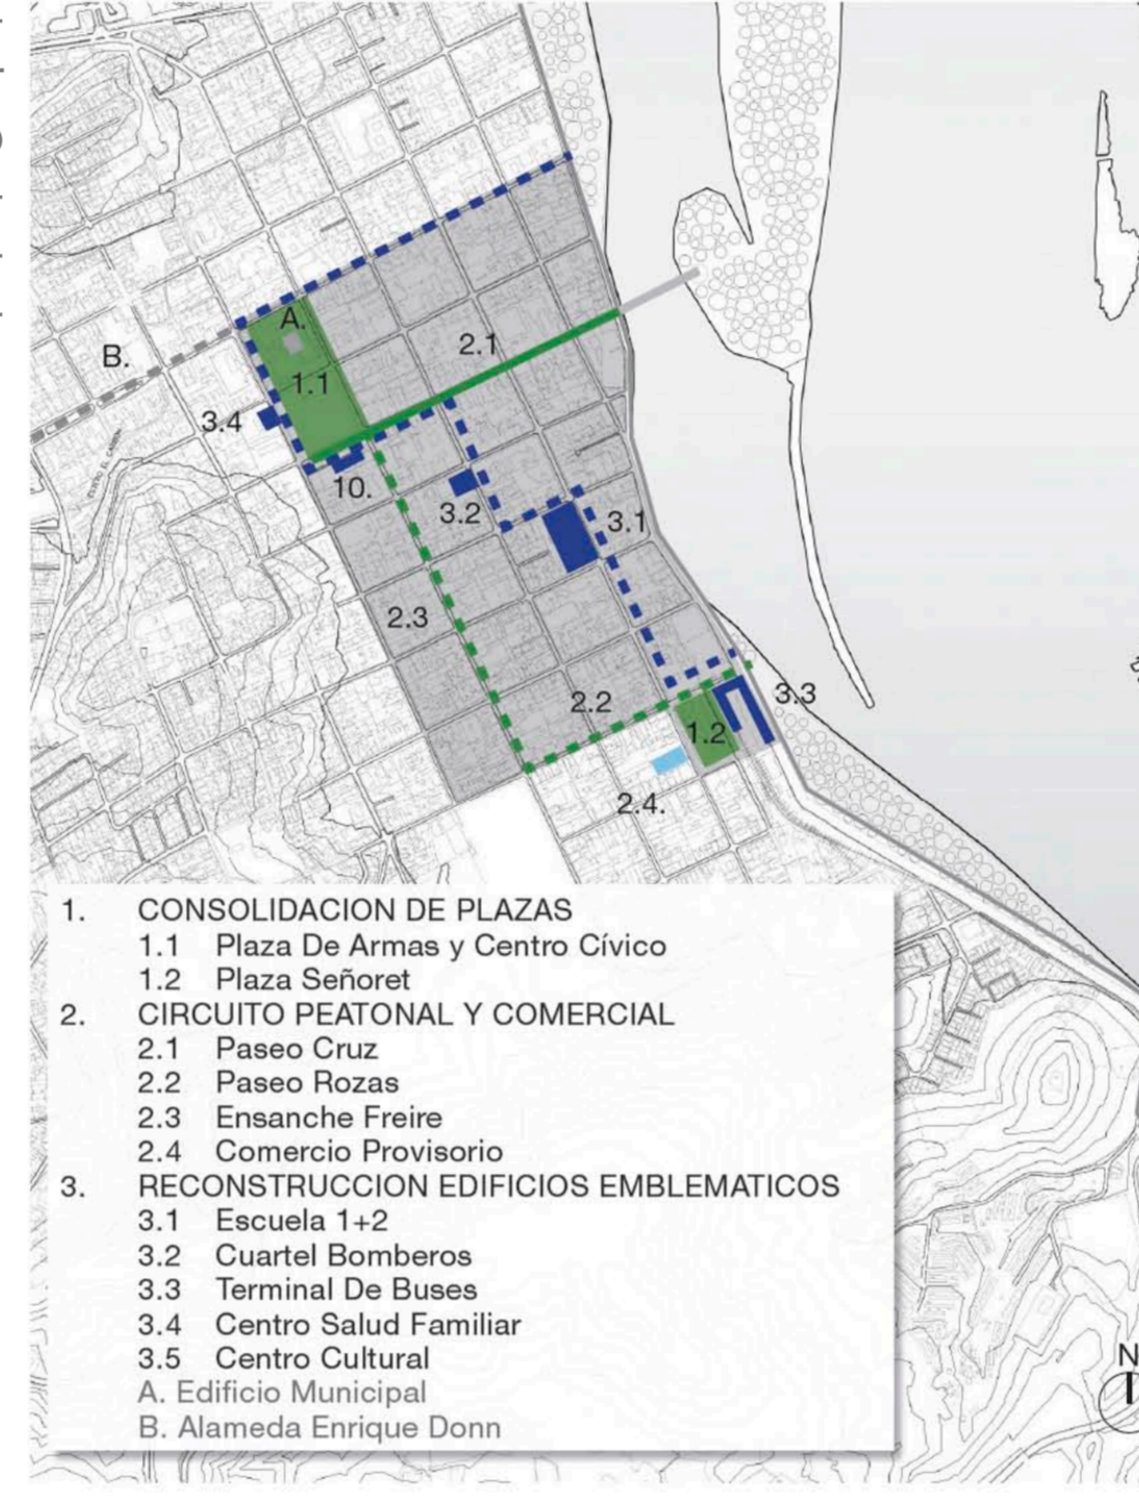 A.
B.
2.1
1.1
3.4
10.
3.2
3.1
2.3
2.2
3.3
1.2
2.4.
1. CONSOLIDACION DE PLAZAS
1.1 Plaza De Armas y Centro Cívico
1.2 Plaza Señoret
2. CIRCUITO PEATONAL Y COMERCIAL
2.1 Paseo Cruz
2.2 Paseo Rozas
2.3 Ensanche Freire
2.4 Comercio Provisorio
3. RECONSTRUCCION EDIFICIOS EMBLEMATICOS
3.1 Escuela 1+2
3.2 Cuartel Bomberos
3.3 Terminal De Buses
3.4 Centro Salud Familiar
3.5 Centro Cultural
A. Edificio Municipal
B. Alameda Enrique Donn
N